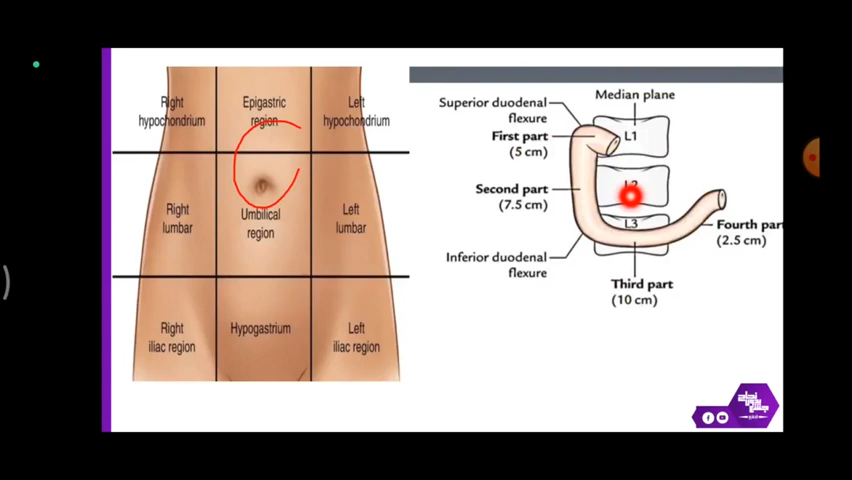 Right
hypochondrium
Epigastric
region
Left
hypochondrium
Right
lumbar
Umbilical
region
Left
lumbar
Right
iliac region
Hypogastrium
Left
iliac region
Median plane
Superior duodenal
flexure
First part
(5 cm)
L1
Second part
(7.5 cm)
L3
Fourth par
(2.5 cm)
Inferior duodenal
flexure
Third part
(10 cm)